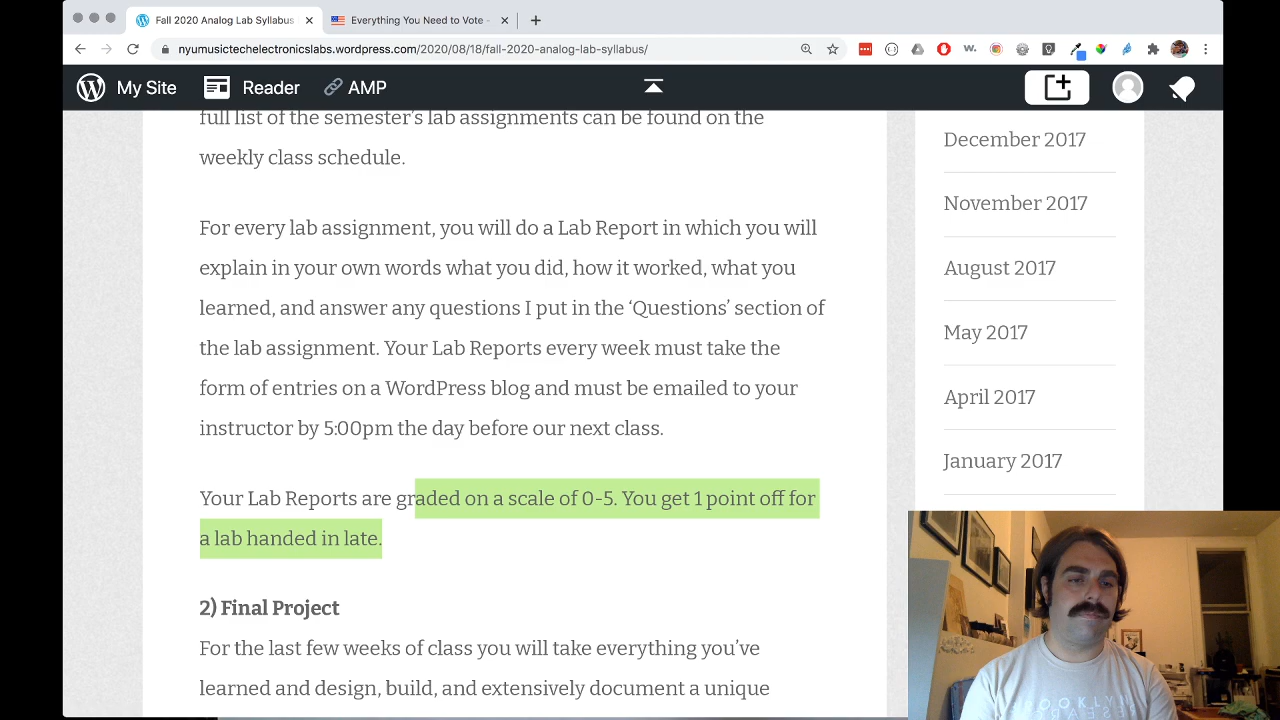 Fall 2020 Analog Lab Syllabus
Everything You Need to Vote -
nyumusictechelectronicslabs.wordpress.com/2020/08/18/fall-2020-analog-lab-syllabus/
My Site
Reader
AMP
full list of the semester's lab assignments can be found on the
weekly class schedule.
For every lab assignment, you will do a Lab Report in which you will
explain in your own words what you did, how it worked, what you
learned, and answer any questions I put in the ‘Questions’ section of
the lab assignment. Your Lab Reports every week must take the
form of entries on a WordPress blog and must be emailed to your
instructor by 5:00pm the day before our next class.
Your Lab Reports are graded on a scale of 0-5. You get 1 point off for
a lab handed in late.
2) Final Project
For the last few weeks of class you will take everything you’ve
learned and design, build, and extensively document a unique
December 2017
November 2017
August 2017
May 2017
April 2017
January 2017